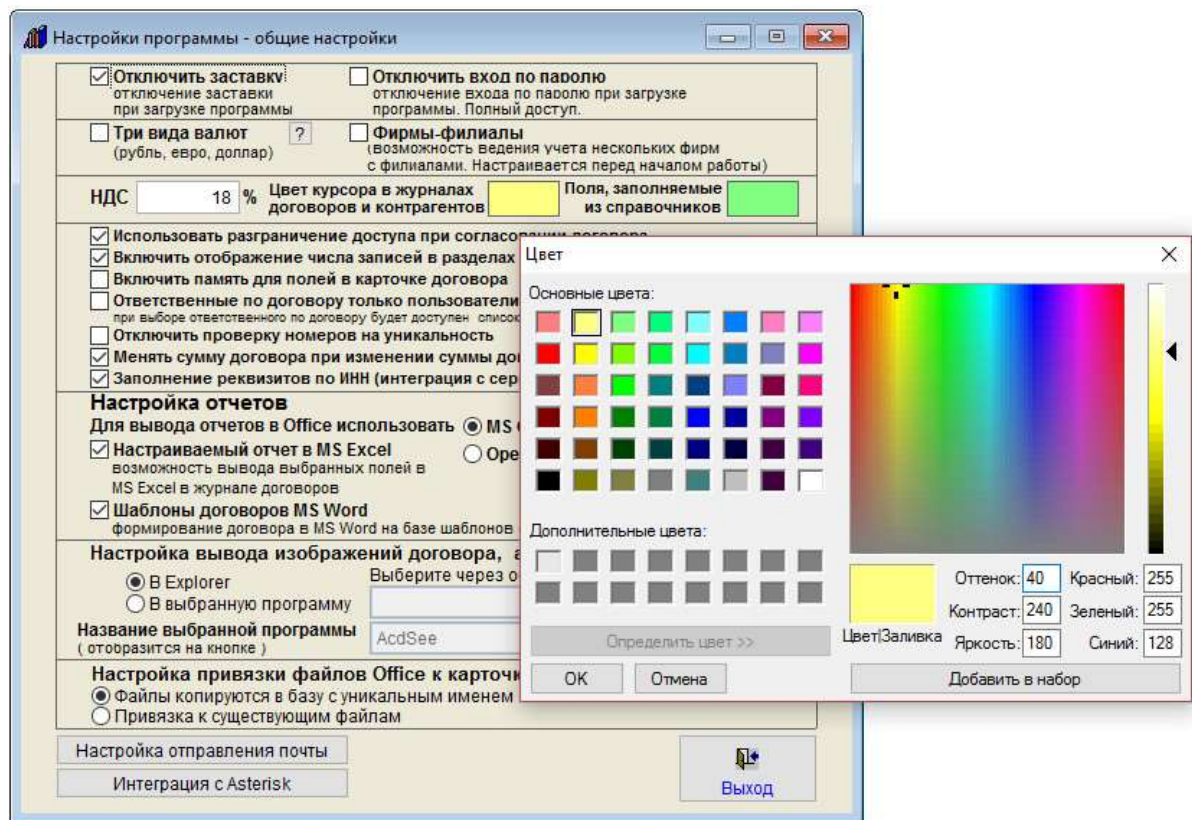 Настройки программы - общие настройки
Отключить заставку
отключение заставки
при загрузке программы
Отключить вход по паролю
отключение входа по паролю при загрузке
программы. Полный доступ.
Три вида валют ?
(рубль, евро, доллар)
Фирмы-филиалы
(возможность ведения учета нескольких фирм
с филиалами. Настраивается перед началом работы)
НДС 18 %
Цвет курсора в журналах
договоров и контрагентов
Поля, заполняемые
из справочников
Использовать разграничение доступа при согласовании договора
Включить отображение числа записей в разделах
Включить память для полей в карточке договора
Ответственные по договору только пользователи
при выборе ответственного по договору будет доступен список
Отключить проверку номеров на уникальность
Менять сумму договора при изменении суммы
Заполнение реквизитов по ИНН (интеграция с
Настройка отчетов
Для вывода отчетов в Office использовать MS
Настраиваемый отчет в MS Excel
возможность вывода выбранных полей в
MS Excel в журнале договоров
Шаблоны договоров MS Word
формирование договора в MS Word на базе шаблонов
Настройка вывода изображений договора,
В Explorer
В выбранную программу
Выберите через
Название выбранной программы
( отобразится на кнопке )
AcdSee
Настройка привязки файлов Office к
Файлы копируются в базу с уникальным именем
Привязка к существующим файлам
Настройка отправления почты
Интеграция с Asterisk
Выход
Цвет
Основные цвета:
Дополнительные цвета:
Определить цвет >>
OK
Отмена
Цвет|Заливка
Оттенок: 40
Контраст: 240
Яркость: 180
Красный: 255
Зеленый: 255
Синий: 128
Добавить в набор